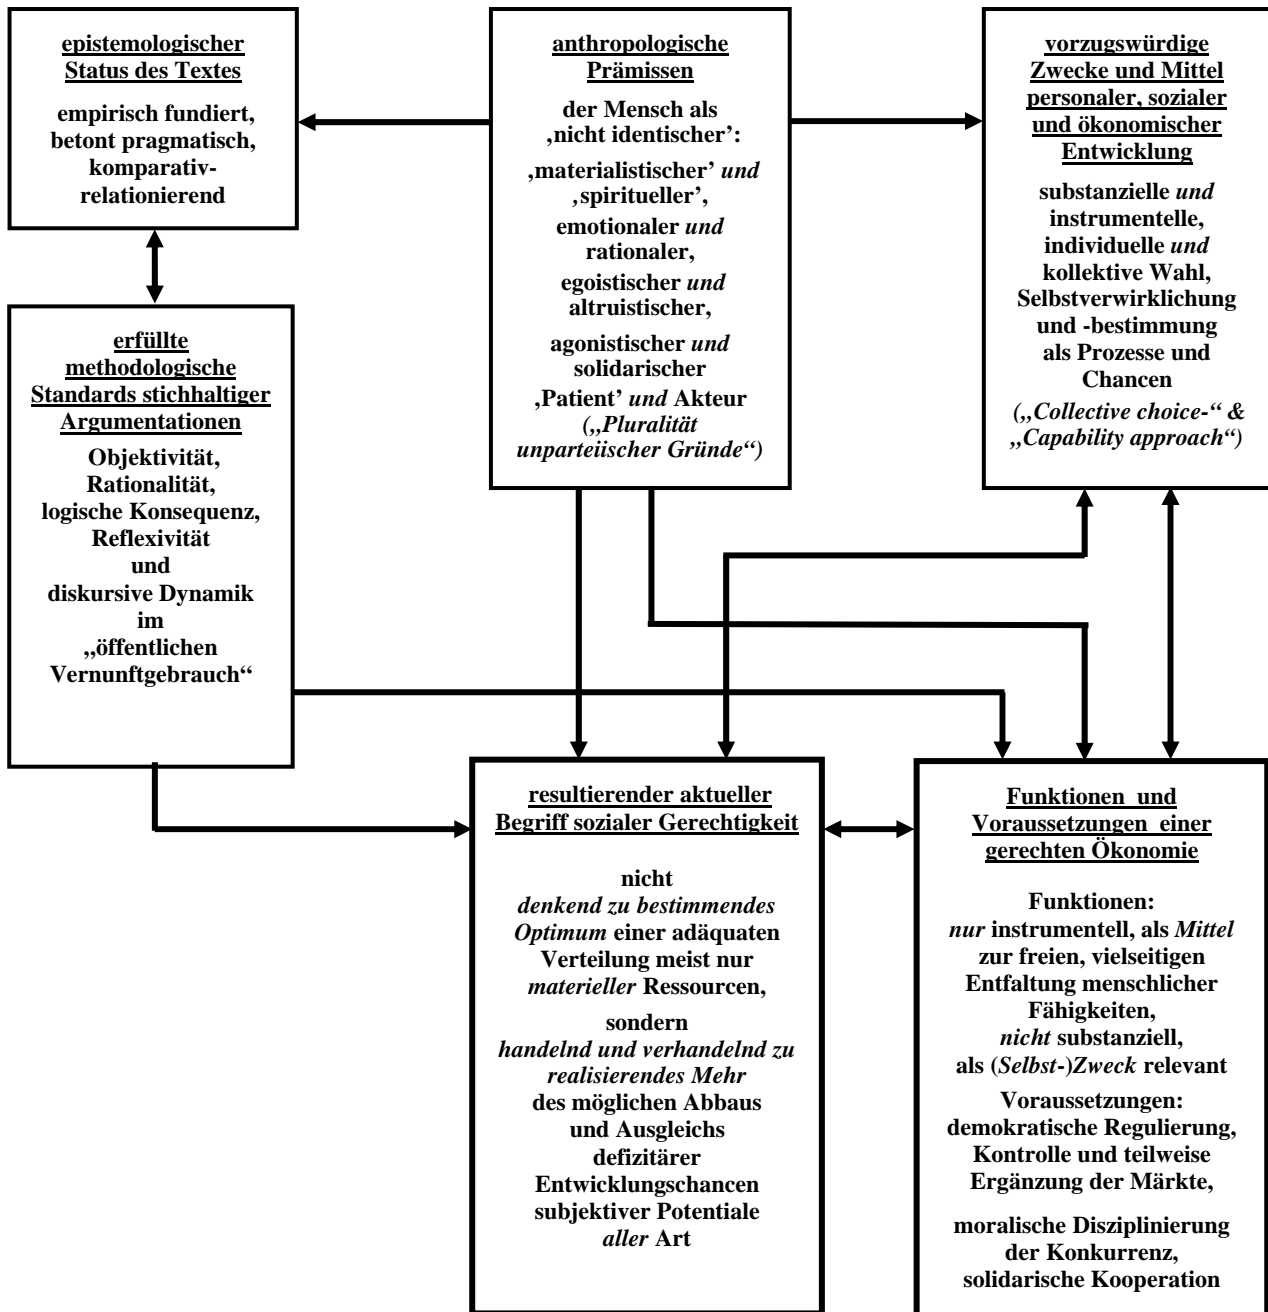 epistemologischer
Status des Textes
empirisch fundiert,
betont pragmatisch,
komparativ-
relationierend
anthropologische
Prämissen
der Mensch als
‚nicht identischer’:
‚materialistischer’ und
‚spiritueller’,
emotionaler und
rationaler,
egoistischer und
altruistischer,
agonistischer und
solidarischer
‚Patient’ und Akteur
(„Pluralität
unparteiischer Gründe“)
vorzugswürdige
Zwecke und Mittel
personaler, sozialer
und ökonomischer
Entwicklung
substanzielle und
instrumentelle,
individuelle und
kollektive Wahl,
Selbstverwirklichung
und -bestimmung
als Prozesse und
Chancen
(„Collective choice-“ &
„Capability approach“)
erfüllte
methodologische
Standards stichhaltiger
Argumentationen
Objektivität,
Rationalität,
logische Konsequenz,
Reflexivität
und
diskursive Dynamik
im
„öffentlichen
Vernunftgebrauch“
resultierender aktueller
Begriff sozialer Gerechtigkeit
nicht
denkend zu bestimmendes
Optimum einer adäquaten
Verteilung meist nur
materieller Ressourcen,
sondern
handelnd und verhandelnd zu
realisierendes Mehr
des möglichen Abbaus
und Ausgleichs
defizitärer
Entwicklungschancen
subjektiver Potentiale
aller Art
Funktionen und
Voraussetzungen einer
gerechten Ökonomie
Funktionen:
nur instrumentell, als Mittel
zur freien, vielseitigen
Entfaltung menschlicher
Fähigkeiten,
nicht substanziell,
als (Selbst-)Zweck relevant
Voraussetzungen:
demokratische Regulierung,
Kontrolle und teilweise
Ergänzung der Märkte,
moralische Disziplinierung
der Konkurrenz,
solidarische Kooperation